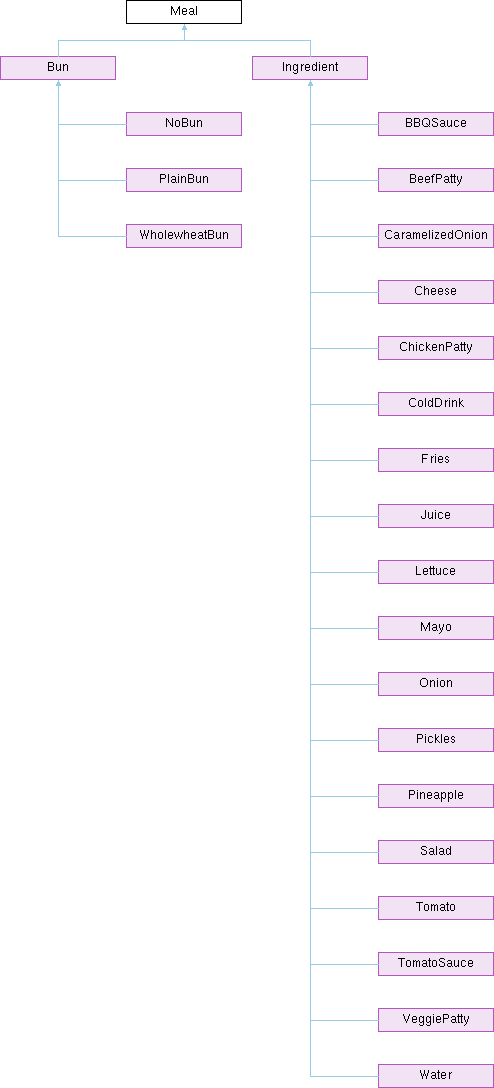 Meal
Bun
Ingredient
NoBun
BBQSauce
PlainBun
BeefPatty
WholewheatBun
CaramelizedOnion
Cheese
ChickenPatty
ColdDrink
Fries
Juice
Lettuce
Mayo
Onion
Pickles
Pineapple
Salad
Tomato
TomatoSauce
VeggiePatty
Water